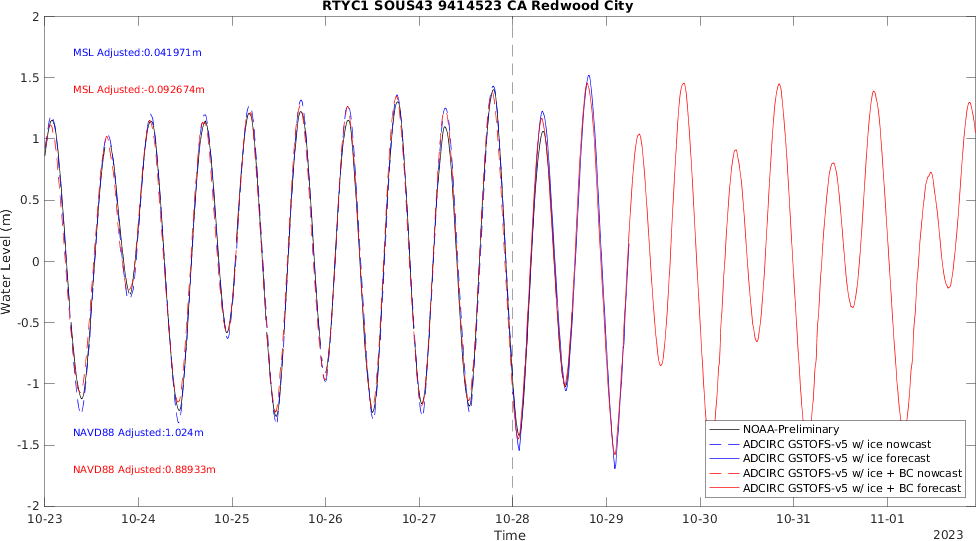 RTYC1 SOUS43 9414523 CA Redwood City
2
1.5
1
0.5
0
-0.5
-1
-1.5
-2
Water Level (m)
MSL Adjusted:0.041971m
MSL Adjusted:-0.092674m
NAVD88 Adjusted:1.024m
NAVD88 Adjusted:0.88933m
NOAA-Preliminary
ADCIRC GSTOFS-v5 w/ ice nowcast
ADCIRC GSTOFS-v5 w/ ice forecast
ADCIRC GSTOFS-v5 w/ ice + BC nowcast
ADCIRC GSTOFS-v5 w/ ice + BC forecast
10-23 10-24 10-25 10-26 10-27 10-28 10-29 10-30 10-31 11-01
Time
2023